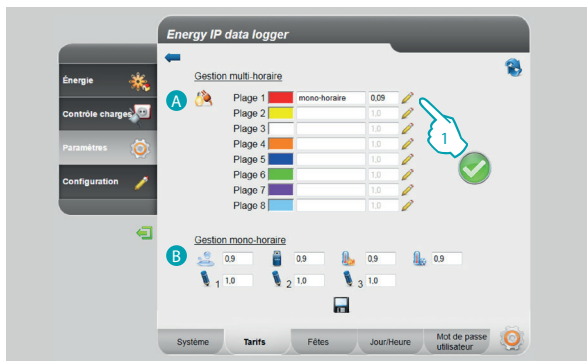 Energy IP data logger
Énergie
Contrôle charges
Paramètres
Configuration
Gestion multi-horaire
A
Plage 1 mono-horaire 0,09
Plage 2 1,0
Plage 3 1,0
Plage 4 1,0
Plage 5 1,0
Plage 6 1,0
Plage 7 1,0
Plage 8 1,0
1
Gestion mono-horaire
B
0,9 0,9 0,9 0,9
1 1,0 2 1,0 3 1,0
Système Tarifs Fêtes Jour/Heure Mot de passe utilisateur